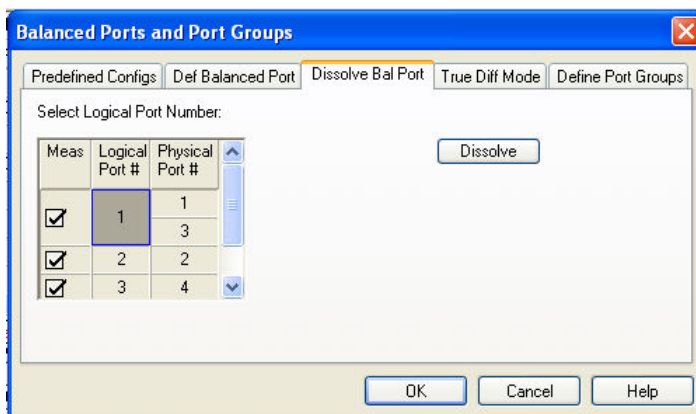 Balanced Ports and Port Groups
Predefined Configs Def Balanced Port Dissolve Bal Port True Diff Mode Define Port Groups
Select Logical Port Number:
Meas Logical Port # Physical Port #
1 1
3
2 2
3 4
Dissolve
OK Cancel Help